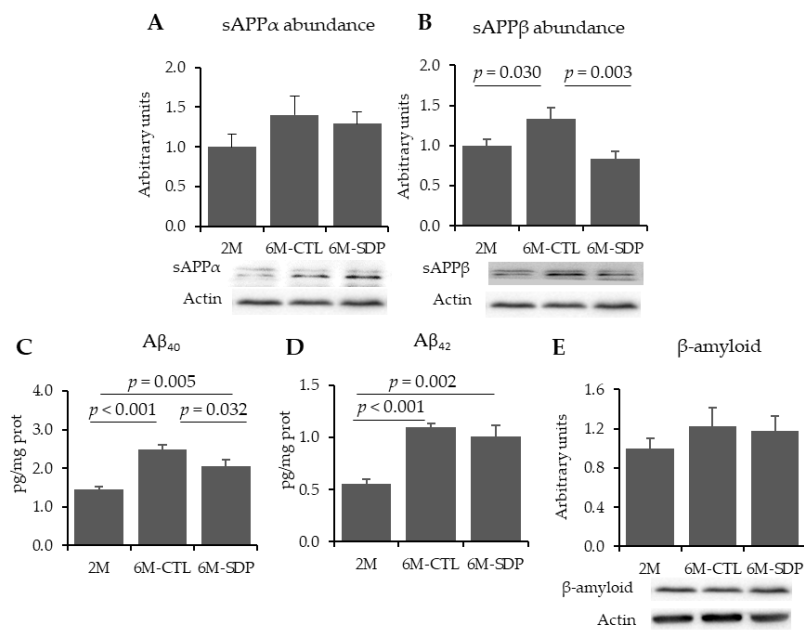 A
sAPPα abundance
Arbitrary units
2.0
1.5
1.0
0.5
0.0
2M 6M-CTL 6M-SDP
sAPPα
Actin
B
sAPPβ abundance
Arbitrary units
2.0
1.5
1.0
0.5
0.0
p = 0.030 p = 0.003
2M 6M-CTL 6M-SDP
sAPPβ
Actin
C
Aβ₄₀
pg/mg prot
4.0
3.0
2.0
1.0
0.0
p = 0.005
p < 0.001 p = 0.032
2M 6M-CTL 6M-SDP
D
Aβ₄₂
pg/mg prot
1.5
1.0
0.5
0.0
p = 0.002
p < 0.001
2M 6M-CTL 6M-SDP
E
β-amyloid
Arbitrary units
1.6
1.2
0.8
0.4
0.0
2M 6M-CTL 6M-SDP
β-amyloid
Actin